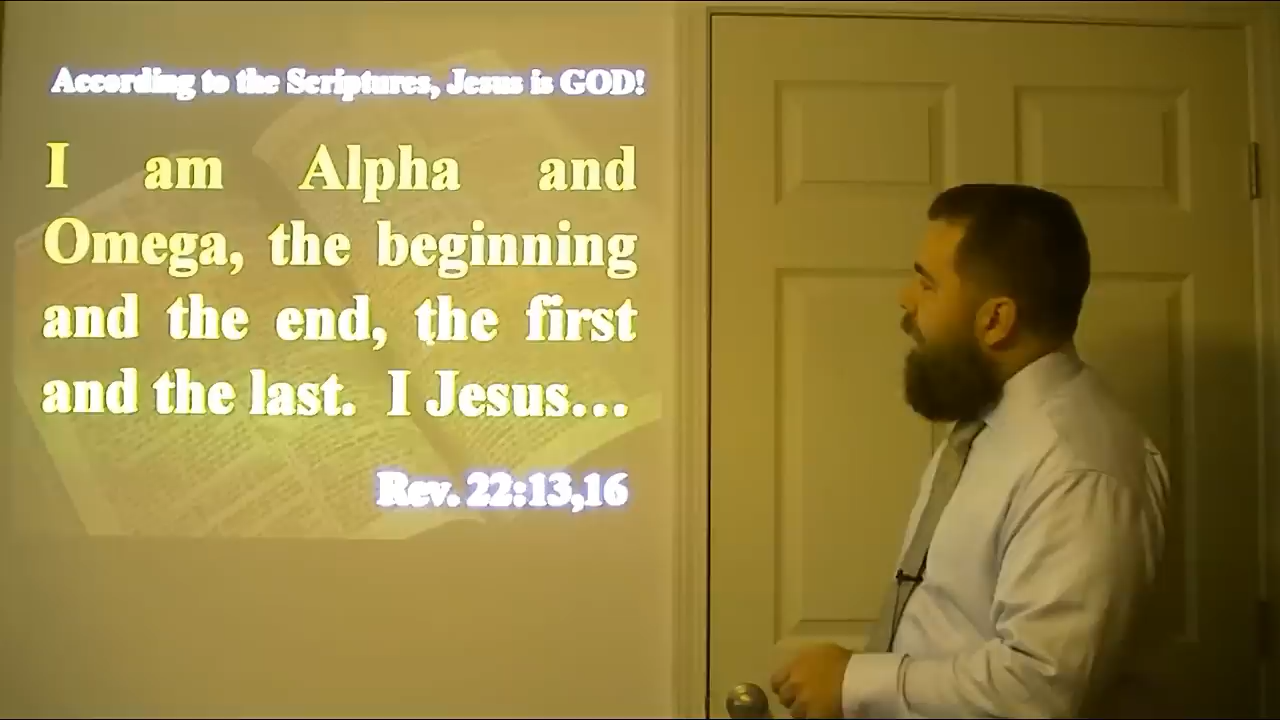 According to the Scriptures, Jesus is GOD!
I am Alpha and
Omega, the beginning
and the end, the first
and the last. I Jesus...
Rev. 22:13,16